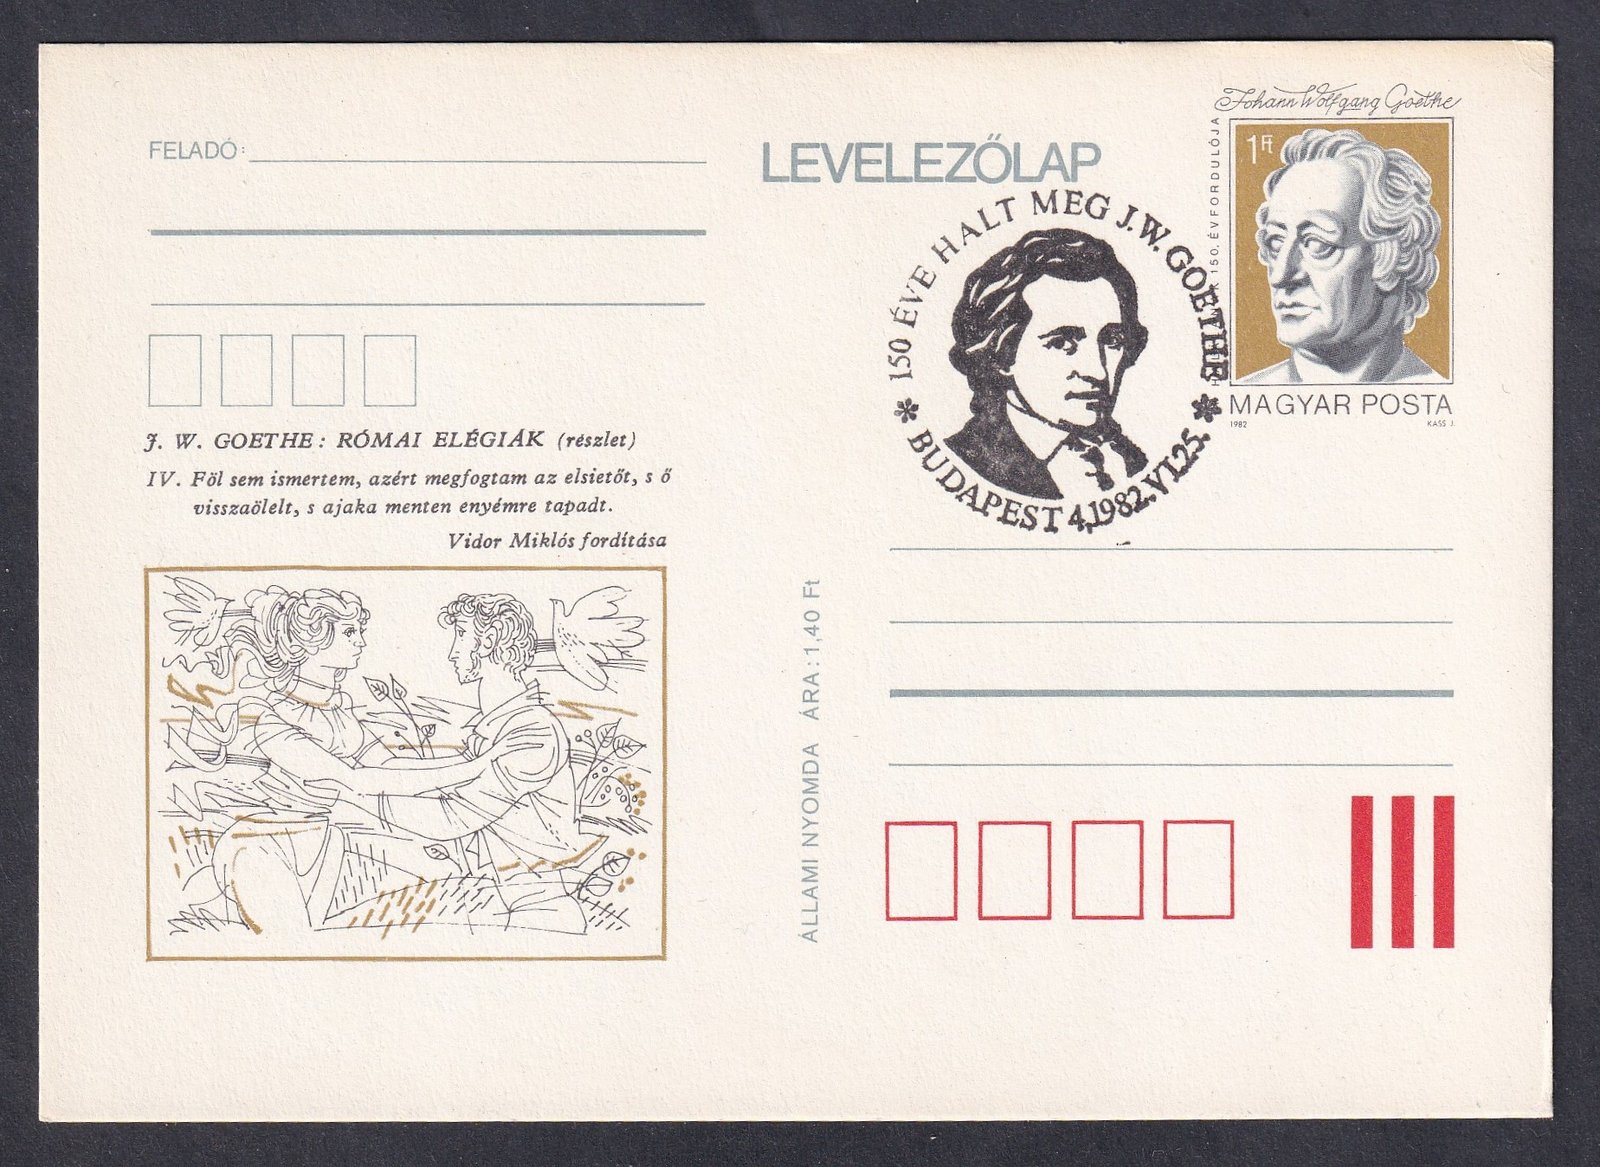 FELADÓ:
J. W. GOETHE: RÓMAI ELÉGIÁK (részlet)
IV. Föl sem ismertem, azért megfogtam az elsietőt, s ő
visszaölelt, s ajaka menten enyémre tapadt.
Vidor Miklós fordítása
ÁLLAMI NYOMDA ÁRA: 1,40 Ft
LEVELEZŐLAP
150 ÉVE HALT MEG J.W. GOETHE
BUDAPEST 4,1982.VI.25.
Johann Wolfgang Goethe
150. ÉVFORDULÓJA
1 Ft
MAGYAR POSTA
1982 KASS J.